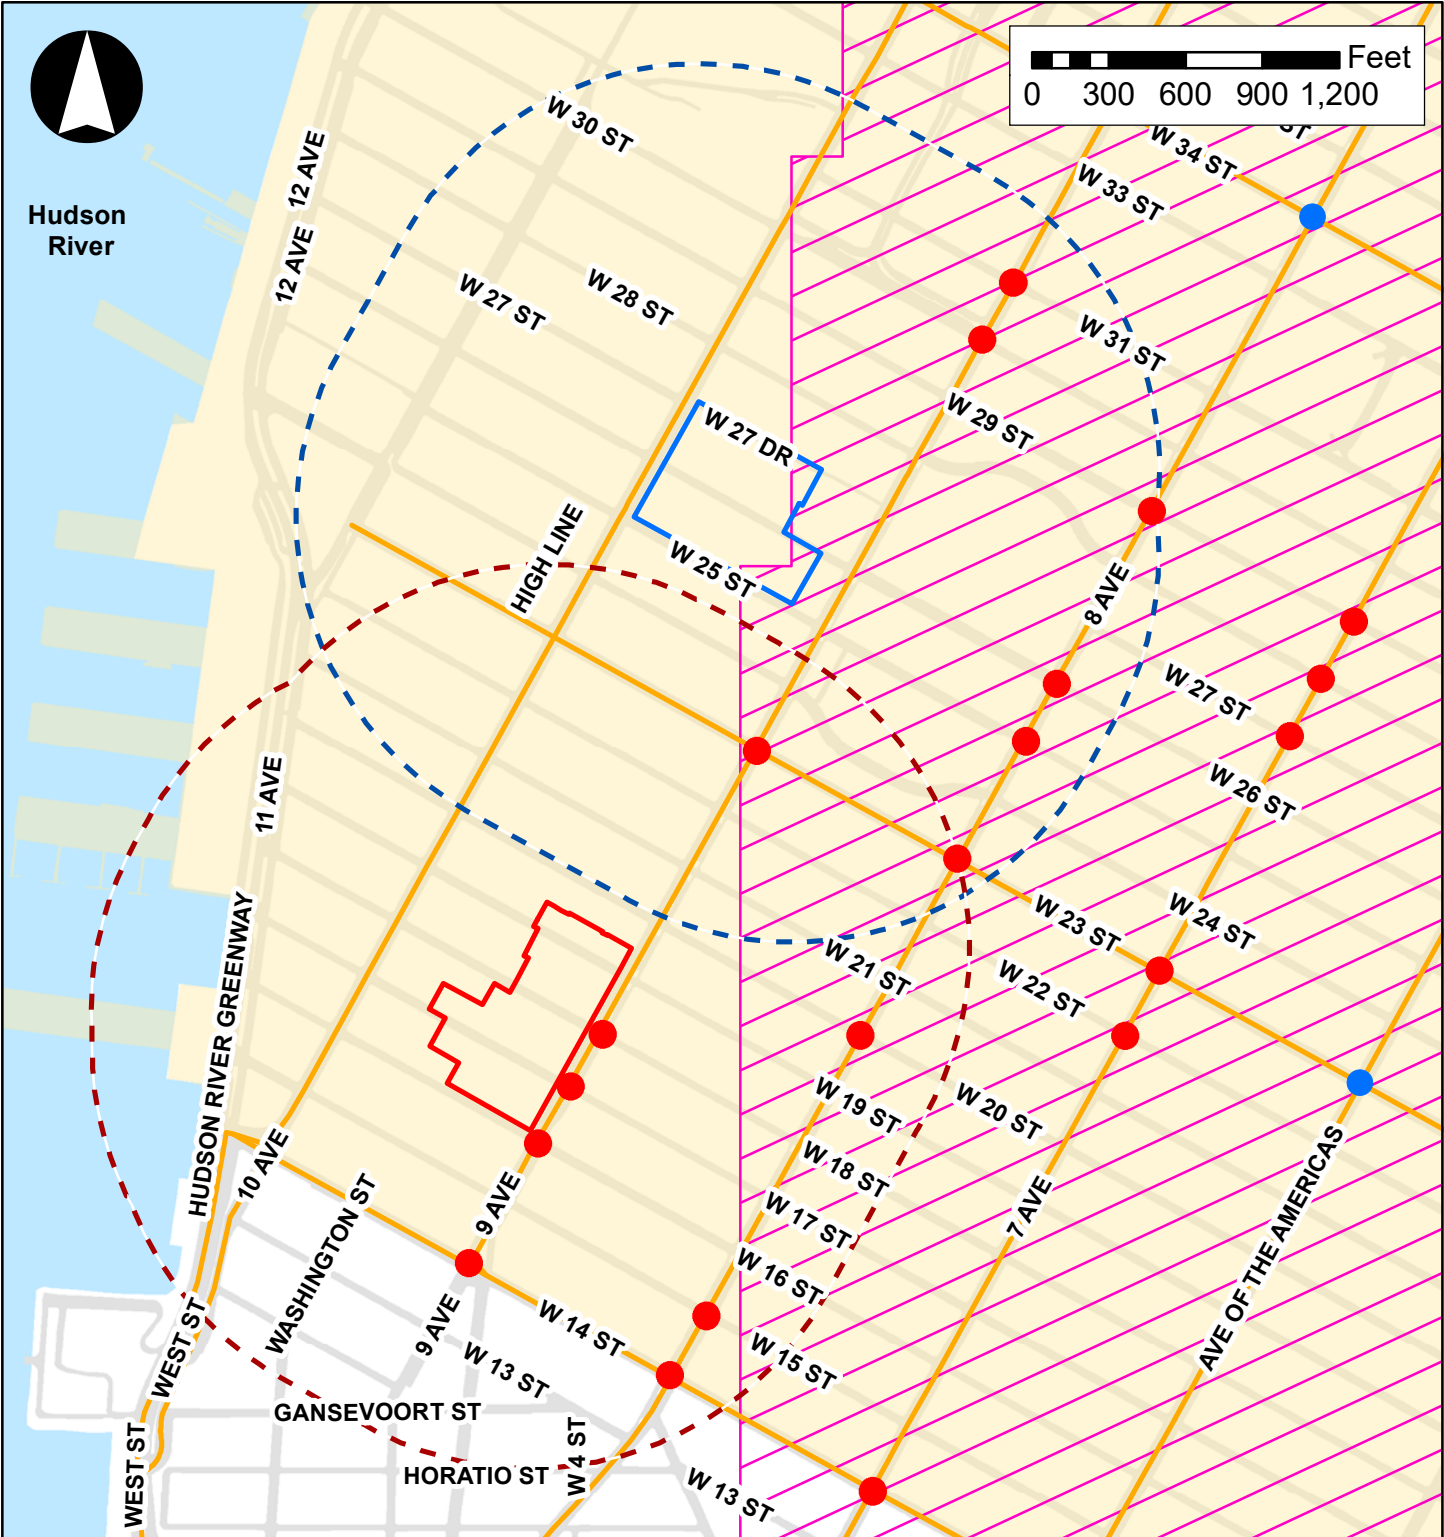 Feet
0 300 600 900 1,200
ST
W 34 ST
W 33 ST
W 30 ST
12 AVE
Hudson
River
12 AVE
W 27 ST
W 28 ST
W 31 ST
W 29 ST
W 27 DR
HIGH LINE
W 25 ST
8 AVE
W 27 ST
W 26 ST
11 AVE
W 24 ST
W 23 ST
W 21 ST
W 22 ST
HUDSON RIVER GREENWAY
W 19 ST
W 20 ST
10 AVE
W 18 ST
WASHINGTON ST
9 AVE
W 17 ST
7 AVE
AVE OF THE AMERICAS
W 16 ST
WEST ST
9 AVE
W 14 ST
W 13 ST
W 15 ST
GANSEVOORT ST
WEST ST
HORATIO ST
W 4 ST
W 13 ST